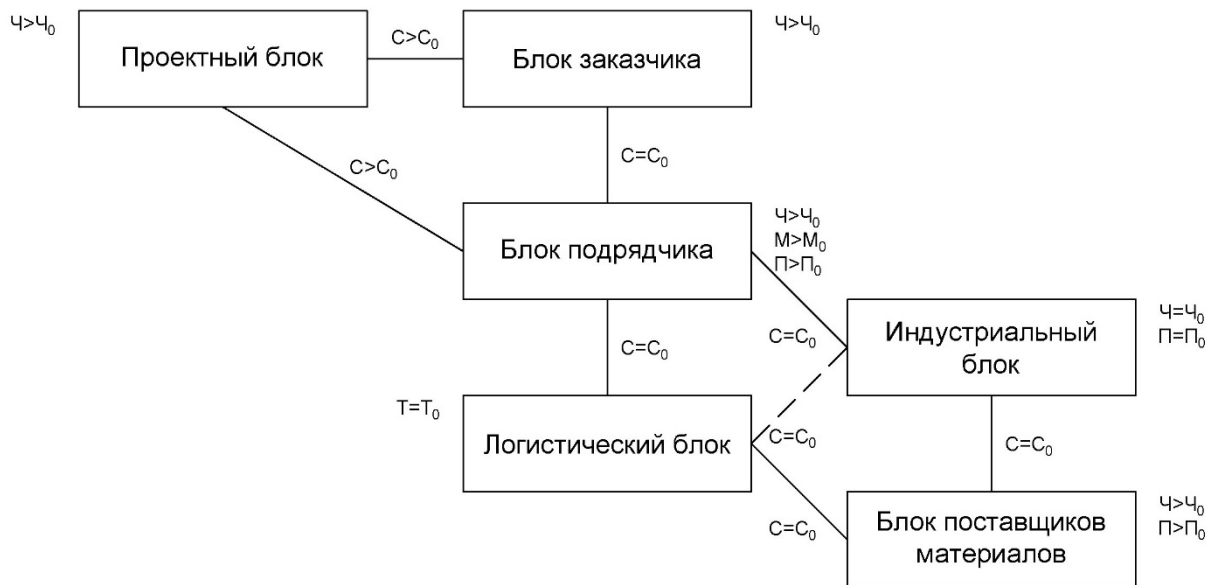 Ч>Ч₀
Проектный блок
С>С₀
Блок заказчика
Ч>Ч₀
С>С₀
С=С₀
Блок подрядчика
Ч>Ч₀
М>М₀
П>П₀
С=С₀
С=С₀
Индустриальный
блок
Ч=Ч₀
П=П₀
Т=Т₀
Логистический блок
С=С₀
С=С₀
С=С₀
Блок поставщиков
материалов
Ч>Ч₀
П>П₀